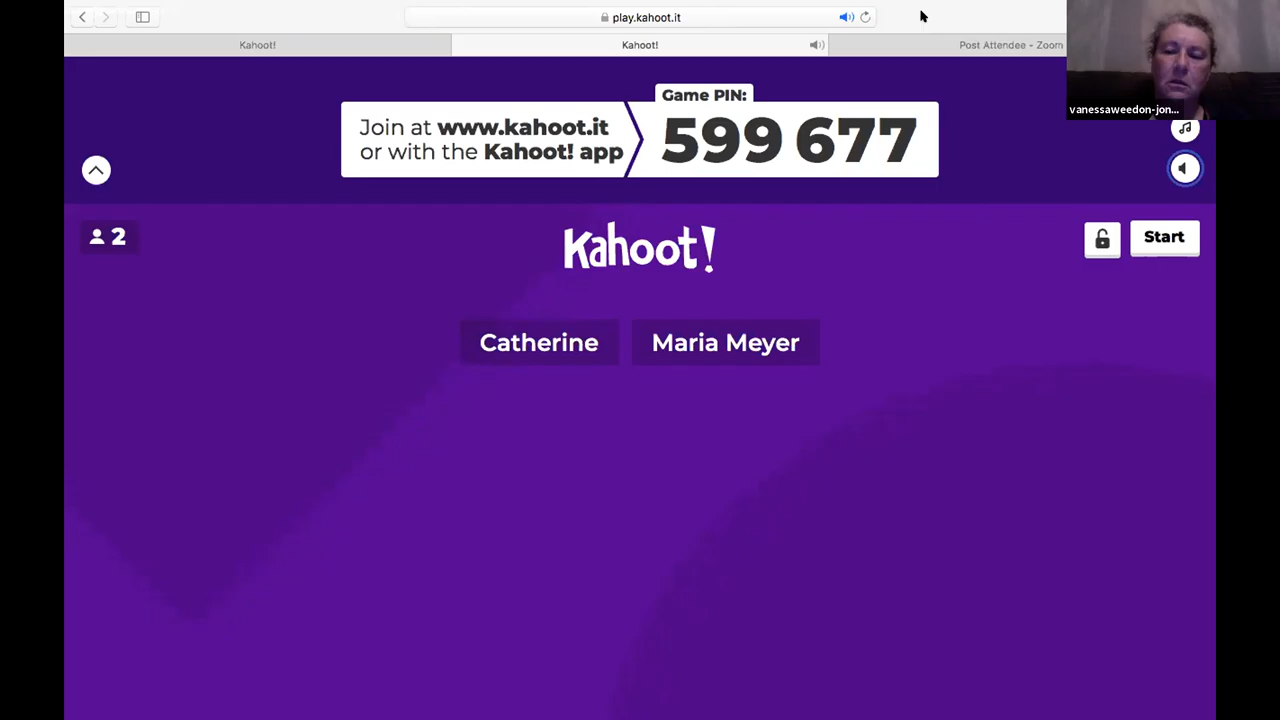 play.kahoot.it
Kahoot!
Kahoot!
Post Attendee - Zoom
vanessaweedon-jon...
Game PIN:
Join at www.kahoot.it
or with the Kahoot! app
599 677
2
Kahoot!
Start
Catherine
Maria Meyer